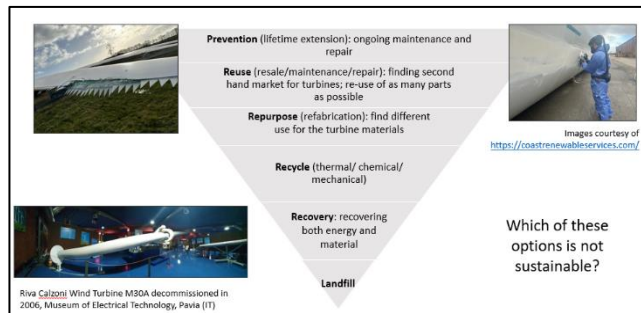 Prevention (lifetime extension): ongoing maintenance and
repair
Reuse (resale/maintenance/repair): finding second
hand market for turbines; re-use of as many parts
as possible
Repurpose (refabrication): find different
use for the turbine materials
Images courtesy of
https://coastrenewableservices.com/
Recycle (thermal/ chemical/
mechanical)
Recovery: recovering
both energy and
material
Landfill
Which of these
options is not
sustainable?
Riva Calzoni Wind Turbine M30A decommissioned in
2006, Museum of Electrical Technology, Pavia (IT)